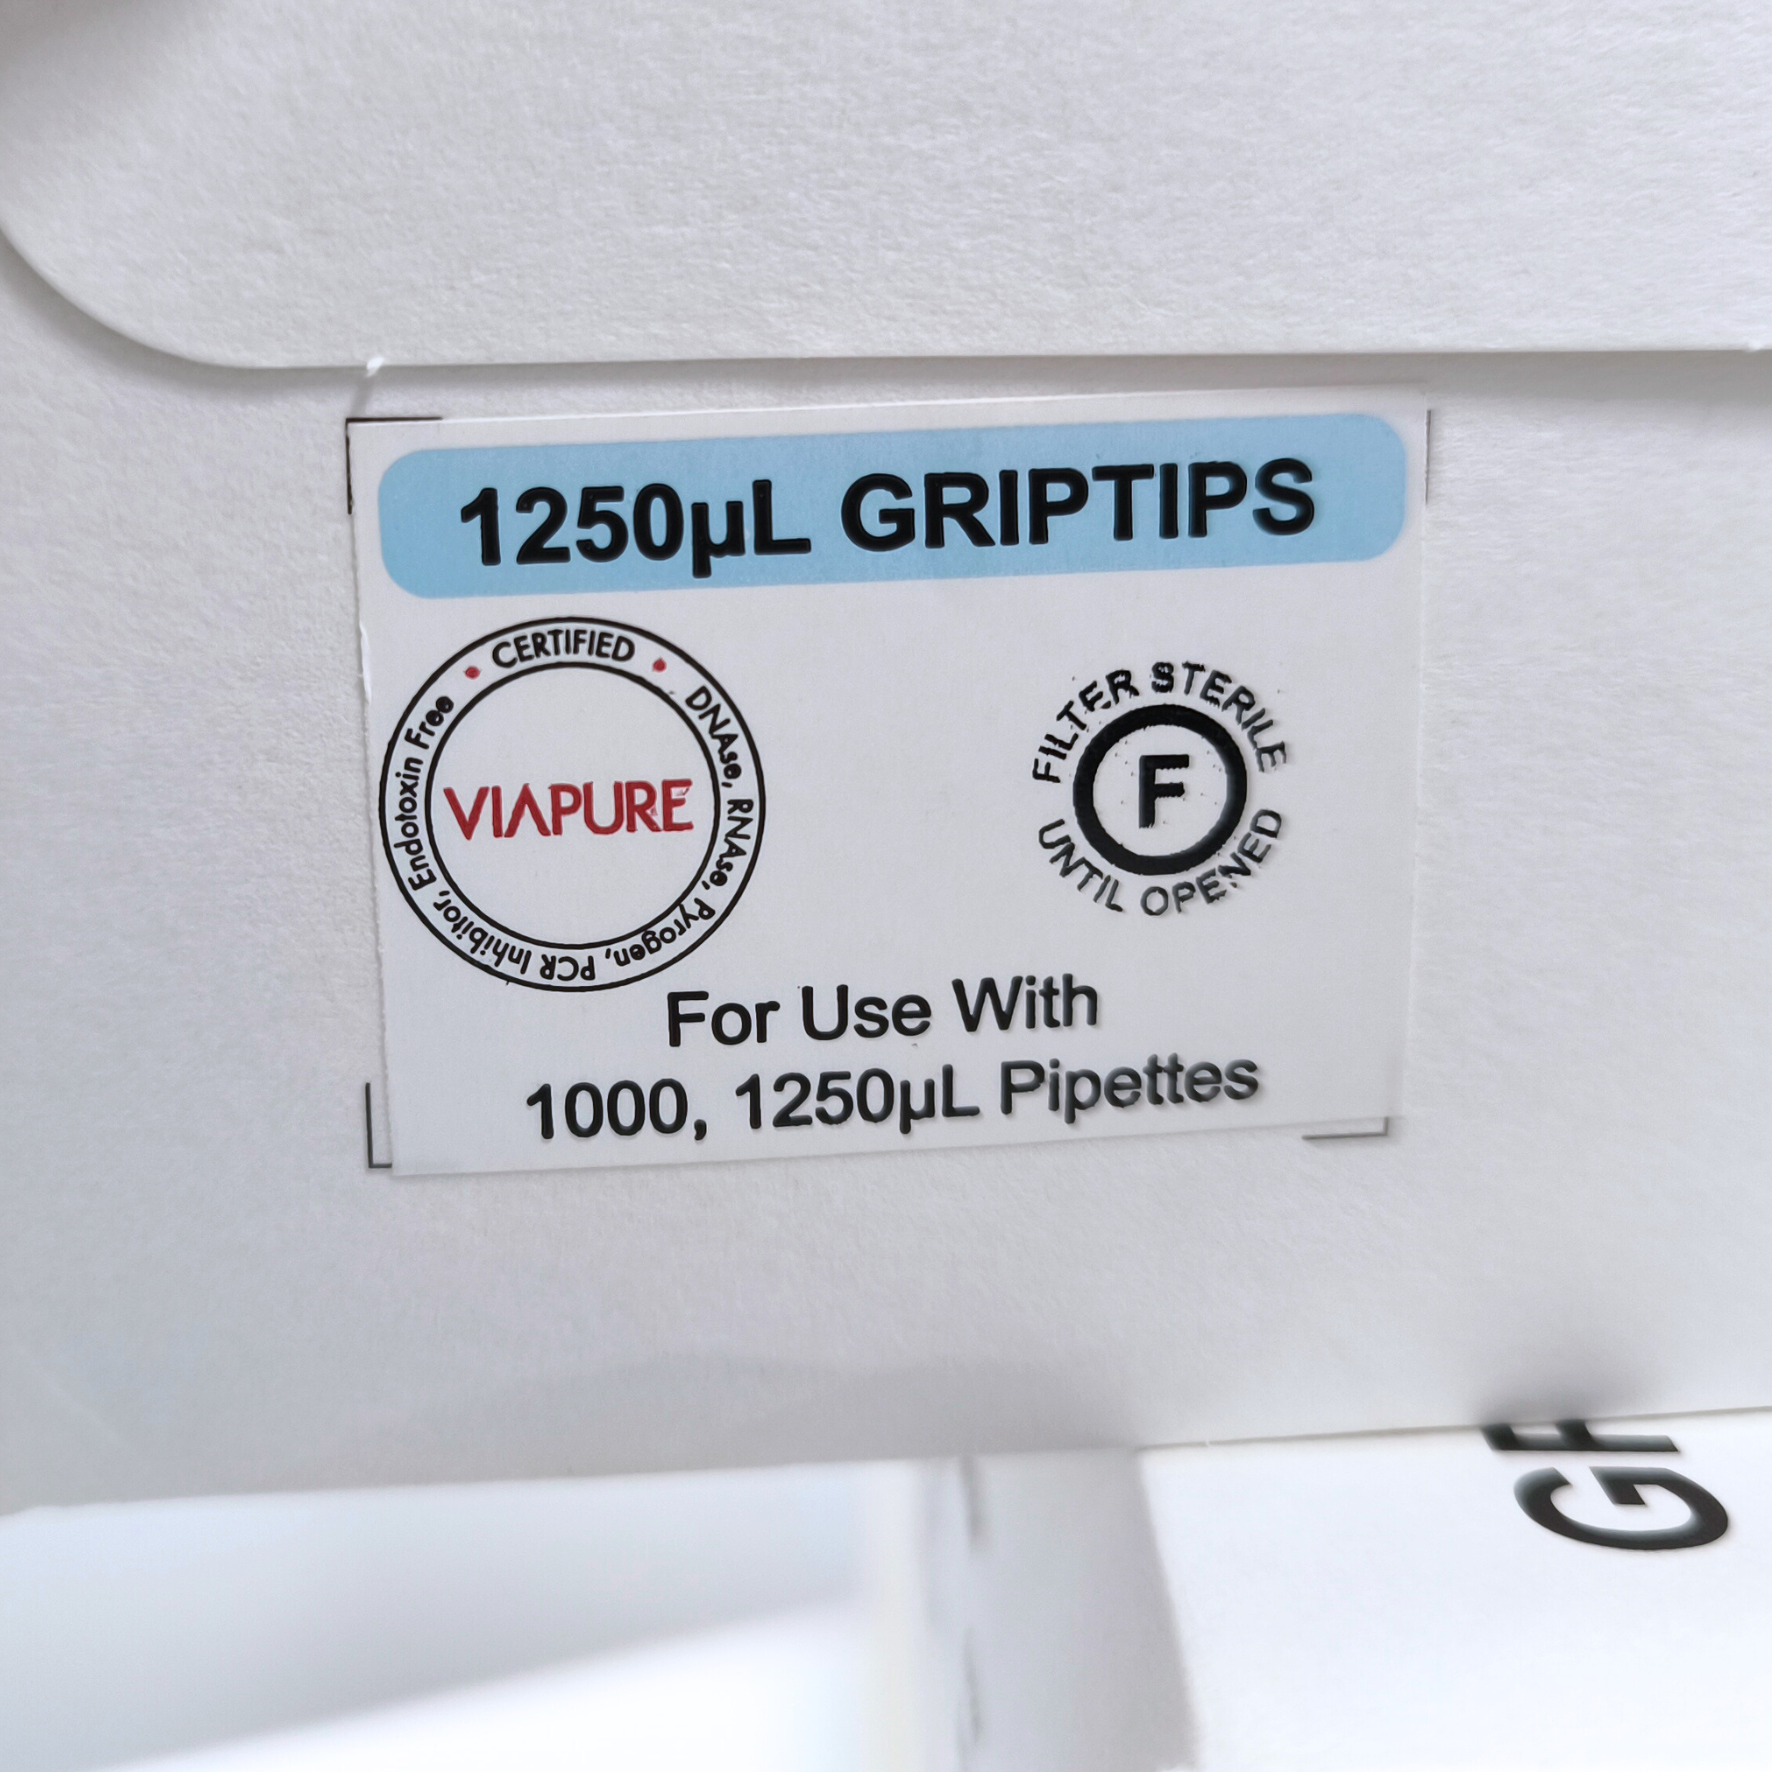 1250µL GRIPTIPS
• CERTIFIED •
DNAse, RNAse, Pyrogen, PCR Inhibitor, Endotoxin Free
VIAPURE
FILTER STERILE
F
UNTIL OPENED
For Use With
1000, 1250µL Pipettes
GR